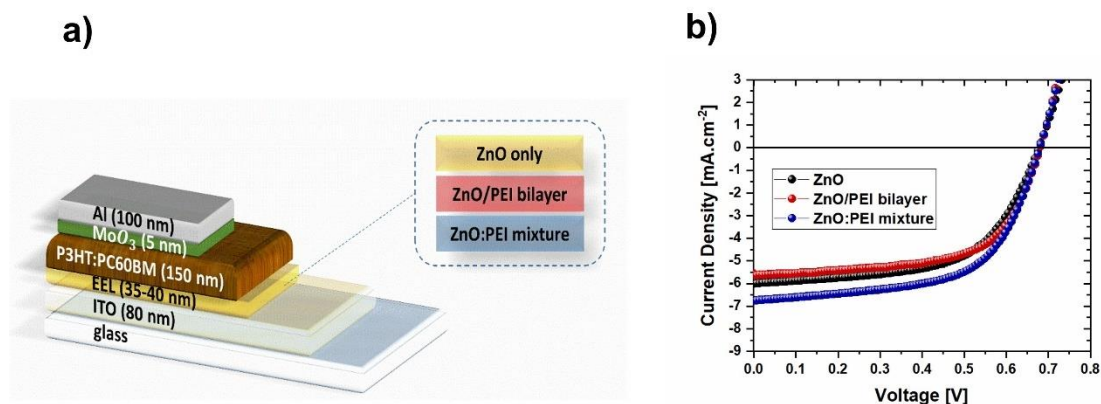 a)
Al (100 nm)
MoO₃ (5 nm)
P3HT:PC60BM (150 nm)
EEL (35-40 nm)
ITO (80 nm)
glass
ZnO only
ZnO/PEI bilayer
ZnO:PEI mixture
b)
Current Density [mA.cm⁻²]
3
2
1
0
-1
-2
-3
-4
-5
-6
-7
-8
-9
ZnO
ZnO/PEI bilayer
ZnO:PEI mixture
0.0 0.1 0.2 0.3 0.4 0.5 0.6 0.7 0.8
Voltage [V]